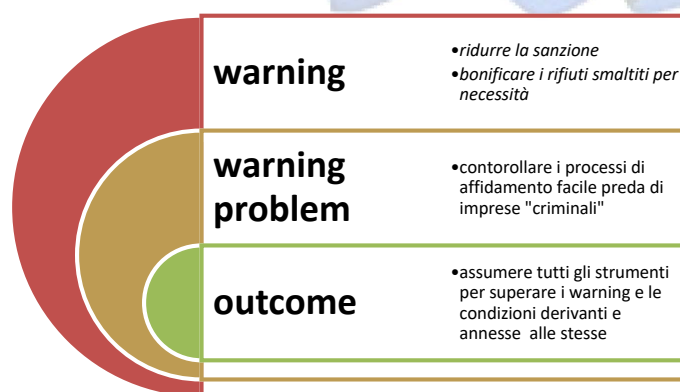 warning
•ridurre la sanzione
•bonificare i rifiuti smaltiti per
necessità
warning
problem
•contorollare i processi di
affidamento facile preda di
imprese "criminali"
outcome
•assumere tutti gli strumenti
per superare i warning e le
condizioni derivanti e
annesse alle stesse